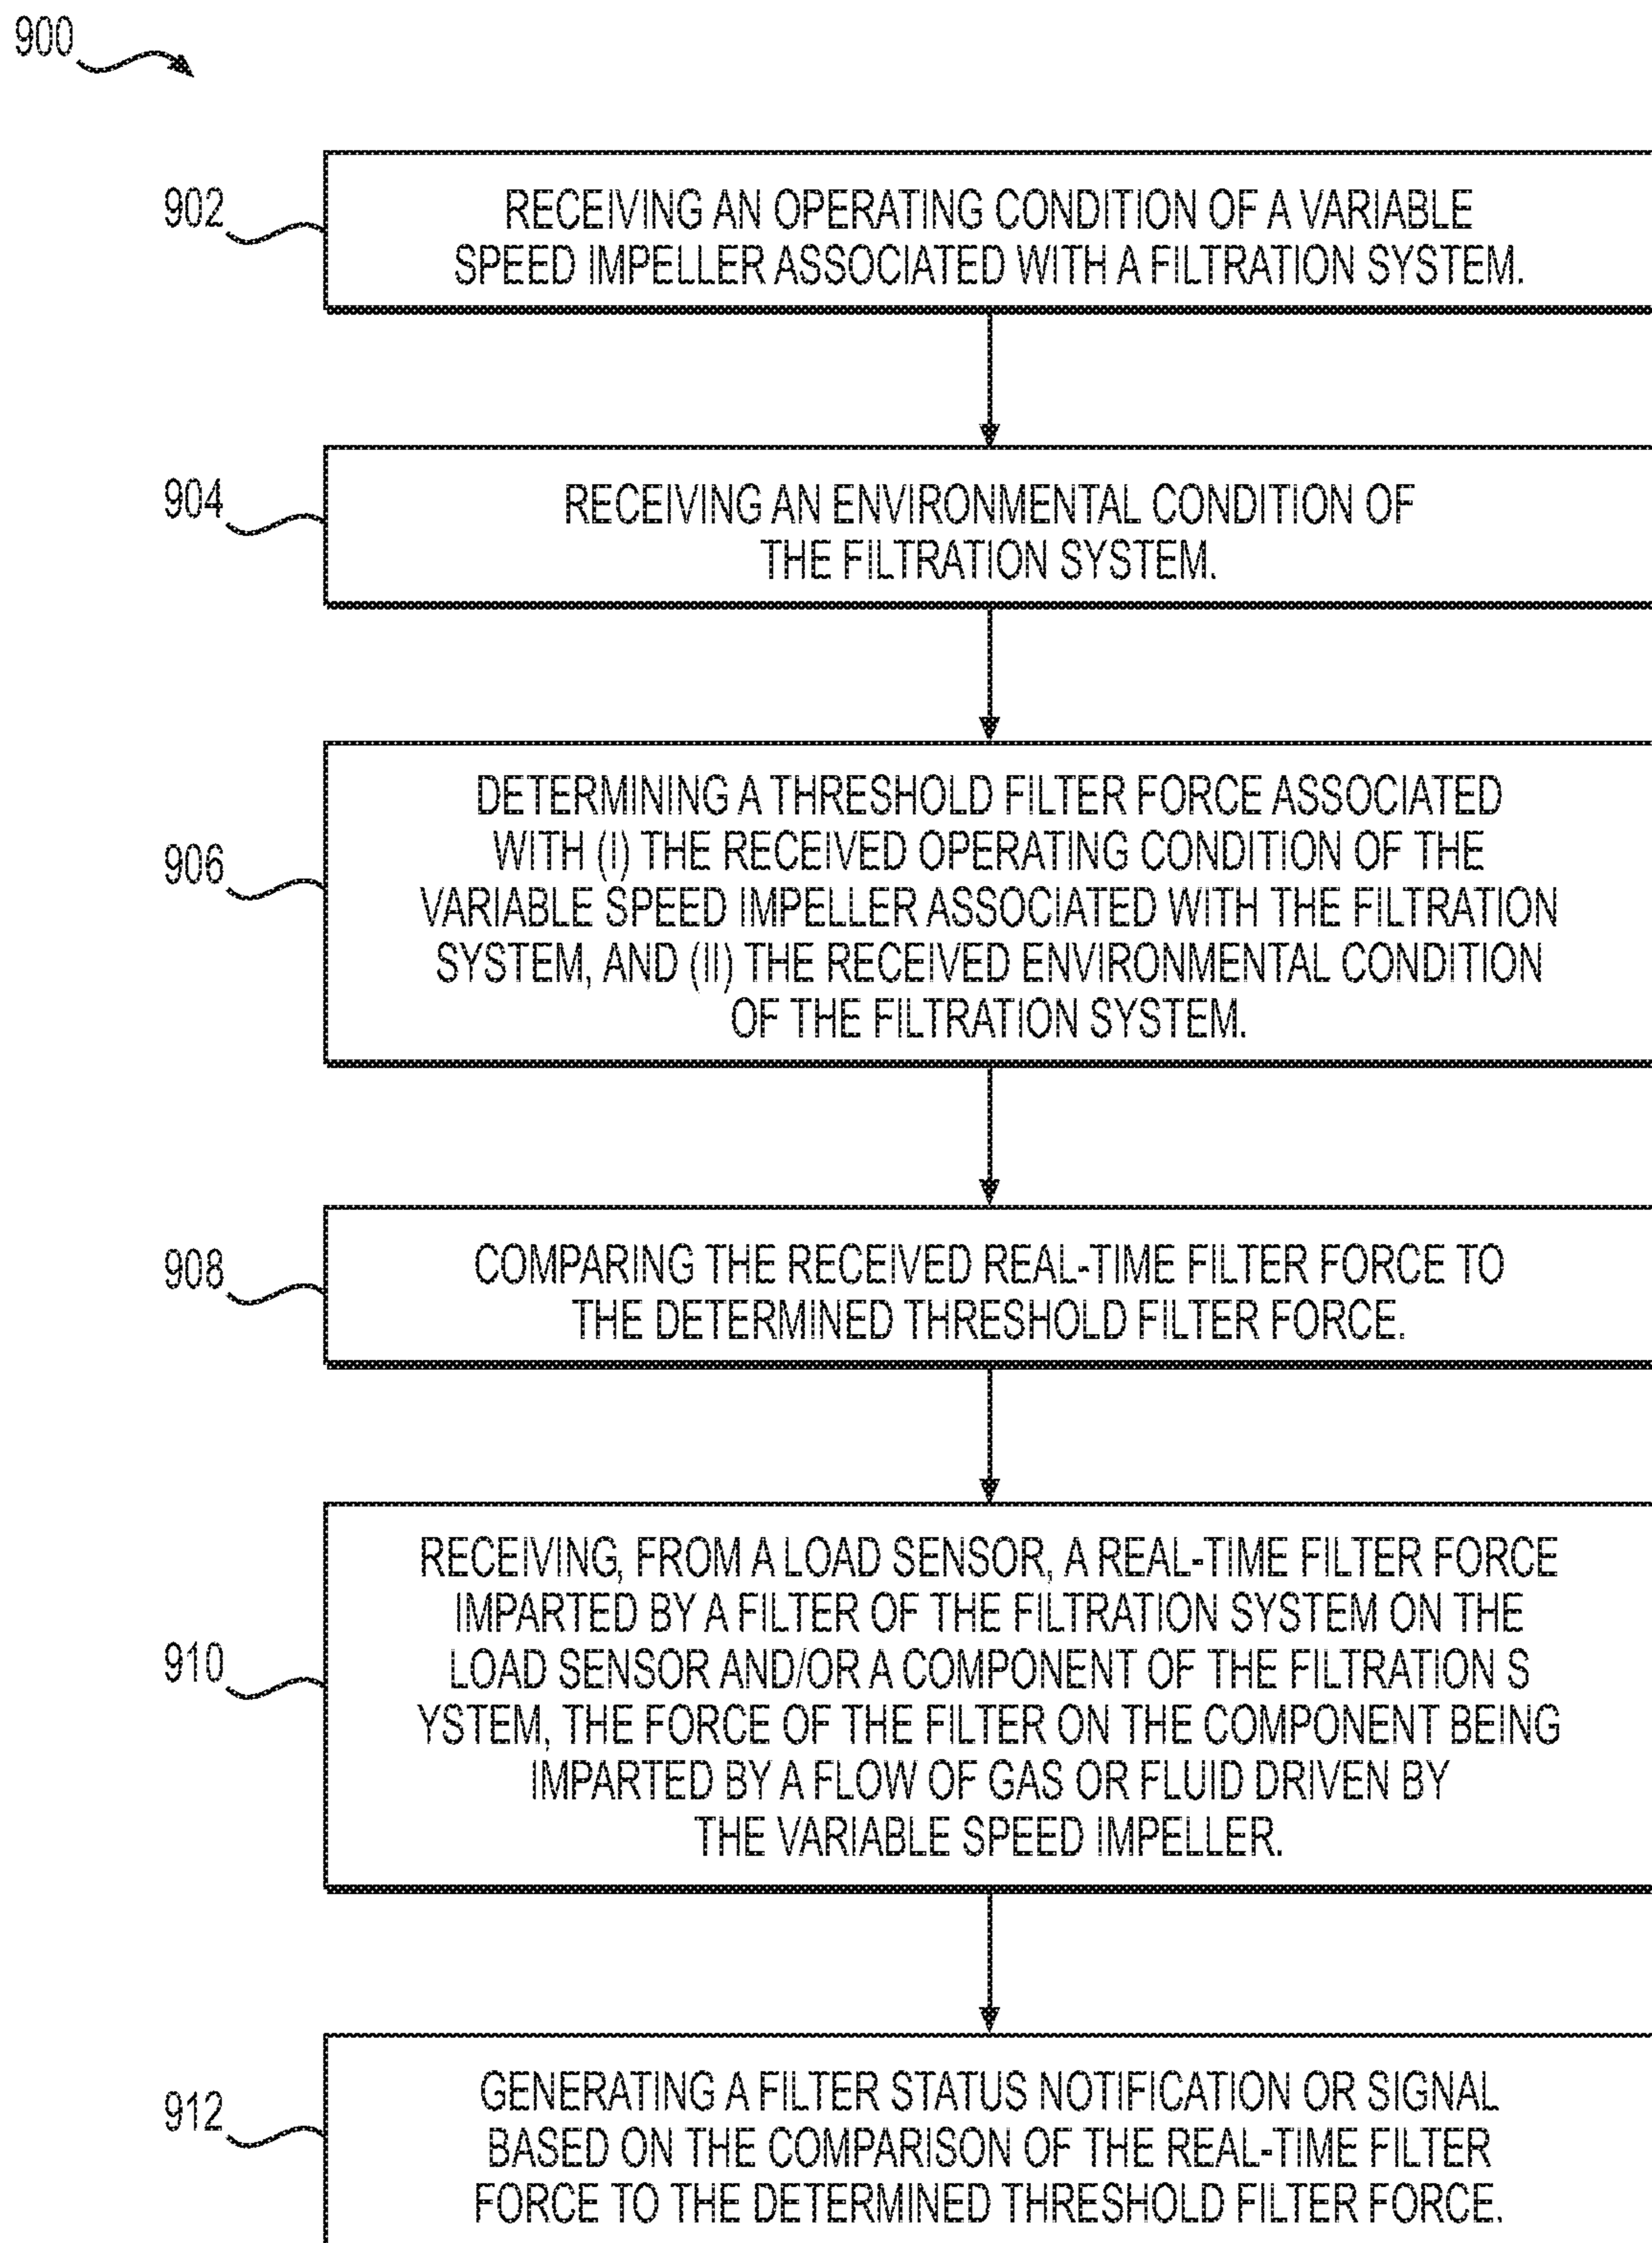 900
902
RECEIVING AN OPERATING CONDITION OF A VARIABLE
SPEED IMPELLER ASSOCIATED WITH A FILTRATION SYSTEM.
904
RECEIVING AN ENVIRONMENTAL CONDITION OF
THE FILTRATION SYSTEM.
906
DETERMINING A THRESHOLD FILTER FORCE ASSOCIATED
WITH (I) THE RECEIVED OPERATING CONDITION OF THE
VARIABLE SPEED IMPELLER ASSOCIATED WITH THE FILTRATION
SYSTEM, AND (II) THE RECEIVED ENVIRONMENTAL CONDITION
OF THE FILTRATION SYSTEM.
908
COMPARING THE RECEIVED REAL-TIME FILTER FORCE TO
THE DETERMINED THRESHOLD FILTER FORCE.
910
RECEIVING, FROM A LOAD SENSOR, A REAL-TIME FILTER FORCE
IMPARTED BY A FILTER OF THE FILTRATION SYSTEM ON THE
LOAD SENSOR AND/OR A COMPONENT OF THE FILTRATION S
YSTEM, THE FORCE OF THE FILTER ON THE COMPONENT BEING
IMPARTED BY A FLOW OF GAS OR FLUID DRIVEN BY
THE VARIABLE SPEED IMPELLER.
912
GENERATING A FILTER STATUS NOTIFICATION OR SIGNAL
BASED ON THE COMPARISON OF THE REAL-TIME FILTER
FORCE TO THE DETERMINED THRESHOLD FILTER FORCE.